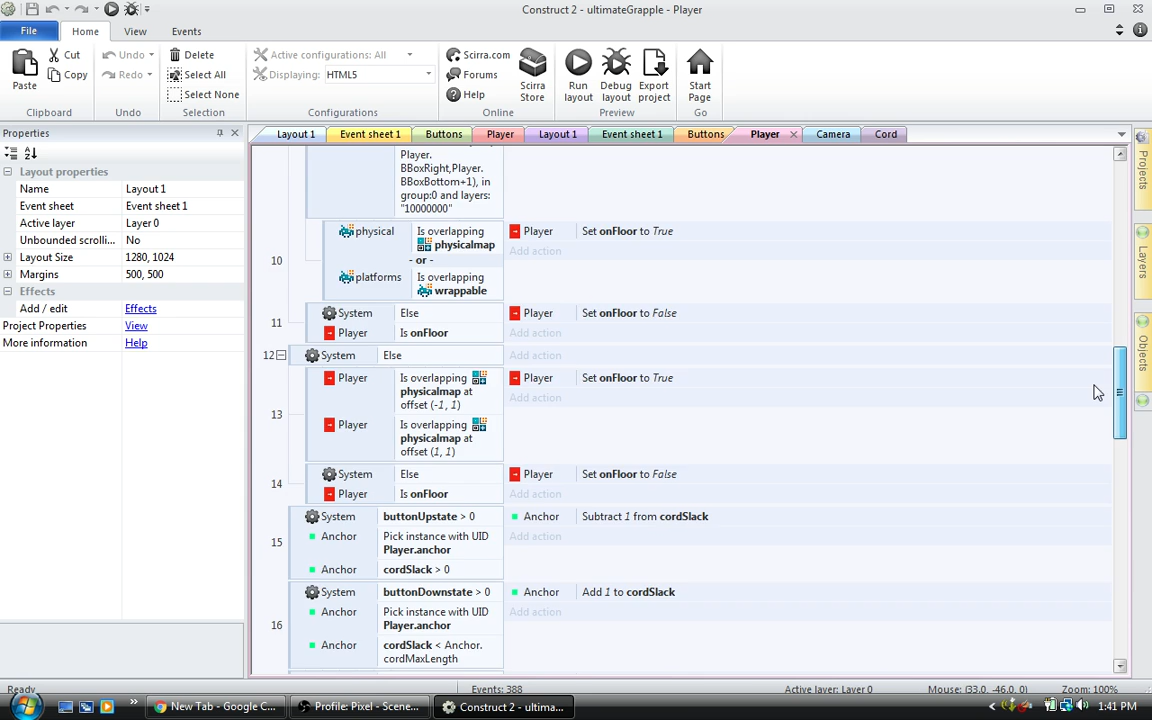 Construct 2 - ultimateGrapple - Player
File Home View Events
Paste
Cut
Copy
Clipboard
Undo
Redo
Undo
Delete
Select All
Select None
Selection
Active configurations: All
Displaying: HTML5
Configurations
Scirra.com
Forums
Help
Scirra Store
Online
Run layout
Debug layout
Export project
Preview
Start Page
Go
Properties
Layout 1 Event sheet 1 Buttons Player Layout 1 Event sheet 1 Buttons Player Camera Cord
Layout properties
Name Layout 1
Event sheet Event sheet 1
Active layer Layer 0
Unbounded scrolli... No
Layout Size 1280, 1024
Margins 500, 500
Effects
Add / edit Effects
Project Properties View
More information Help
Player.
BBoxRight,Player.
BBoxBottom+1), in
group:0 and layers:
"10000000"
10
physical Is overlapping
physicalmap
- or -
platforms Is overlapping
wrappable
Player Set onFloor to True
Add action
11
System Else
Player Is onFloor
Player Set onFloor to False
Add action
12 System Else Add action
13
Player Is overlapping
physicalmap at
offset (-1, 1)
Player Is overlapping
physicalmap at
offset (1, 1)
Player Set onFloor to True
Add action
14
System Else
Player Is onFloor
Player Set onFloor to False
Add action
15
System buttonUpstate > 0
Anchor Pick instance with UID
Player.anchor
Anchor cordSlack > 0
Anchor Subtract 1 from cordSlack
Add action
16
System buttonDownstate > 0
Anchor Pick instance with UID
Player.anchor
Anchor cordSlack < Anchor.
cordMaxLength
Anchor Add 1 to cordSlack
Add action
Projects
Layers
Objects
Ready Events: 388 Active layer: Layer 0 Mouse: (33.0, -46.0, 0) Zoom: 100%
New Tab - Google C... Profile: Pixel - Scene... Construct 2 - ultima... 1:41 PM